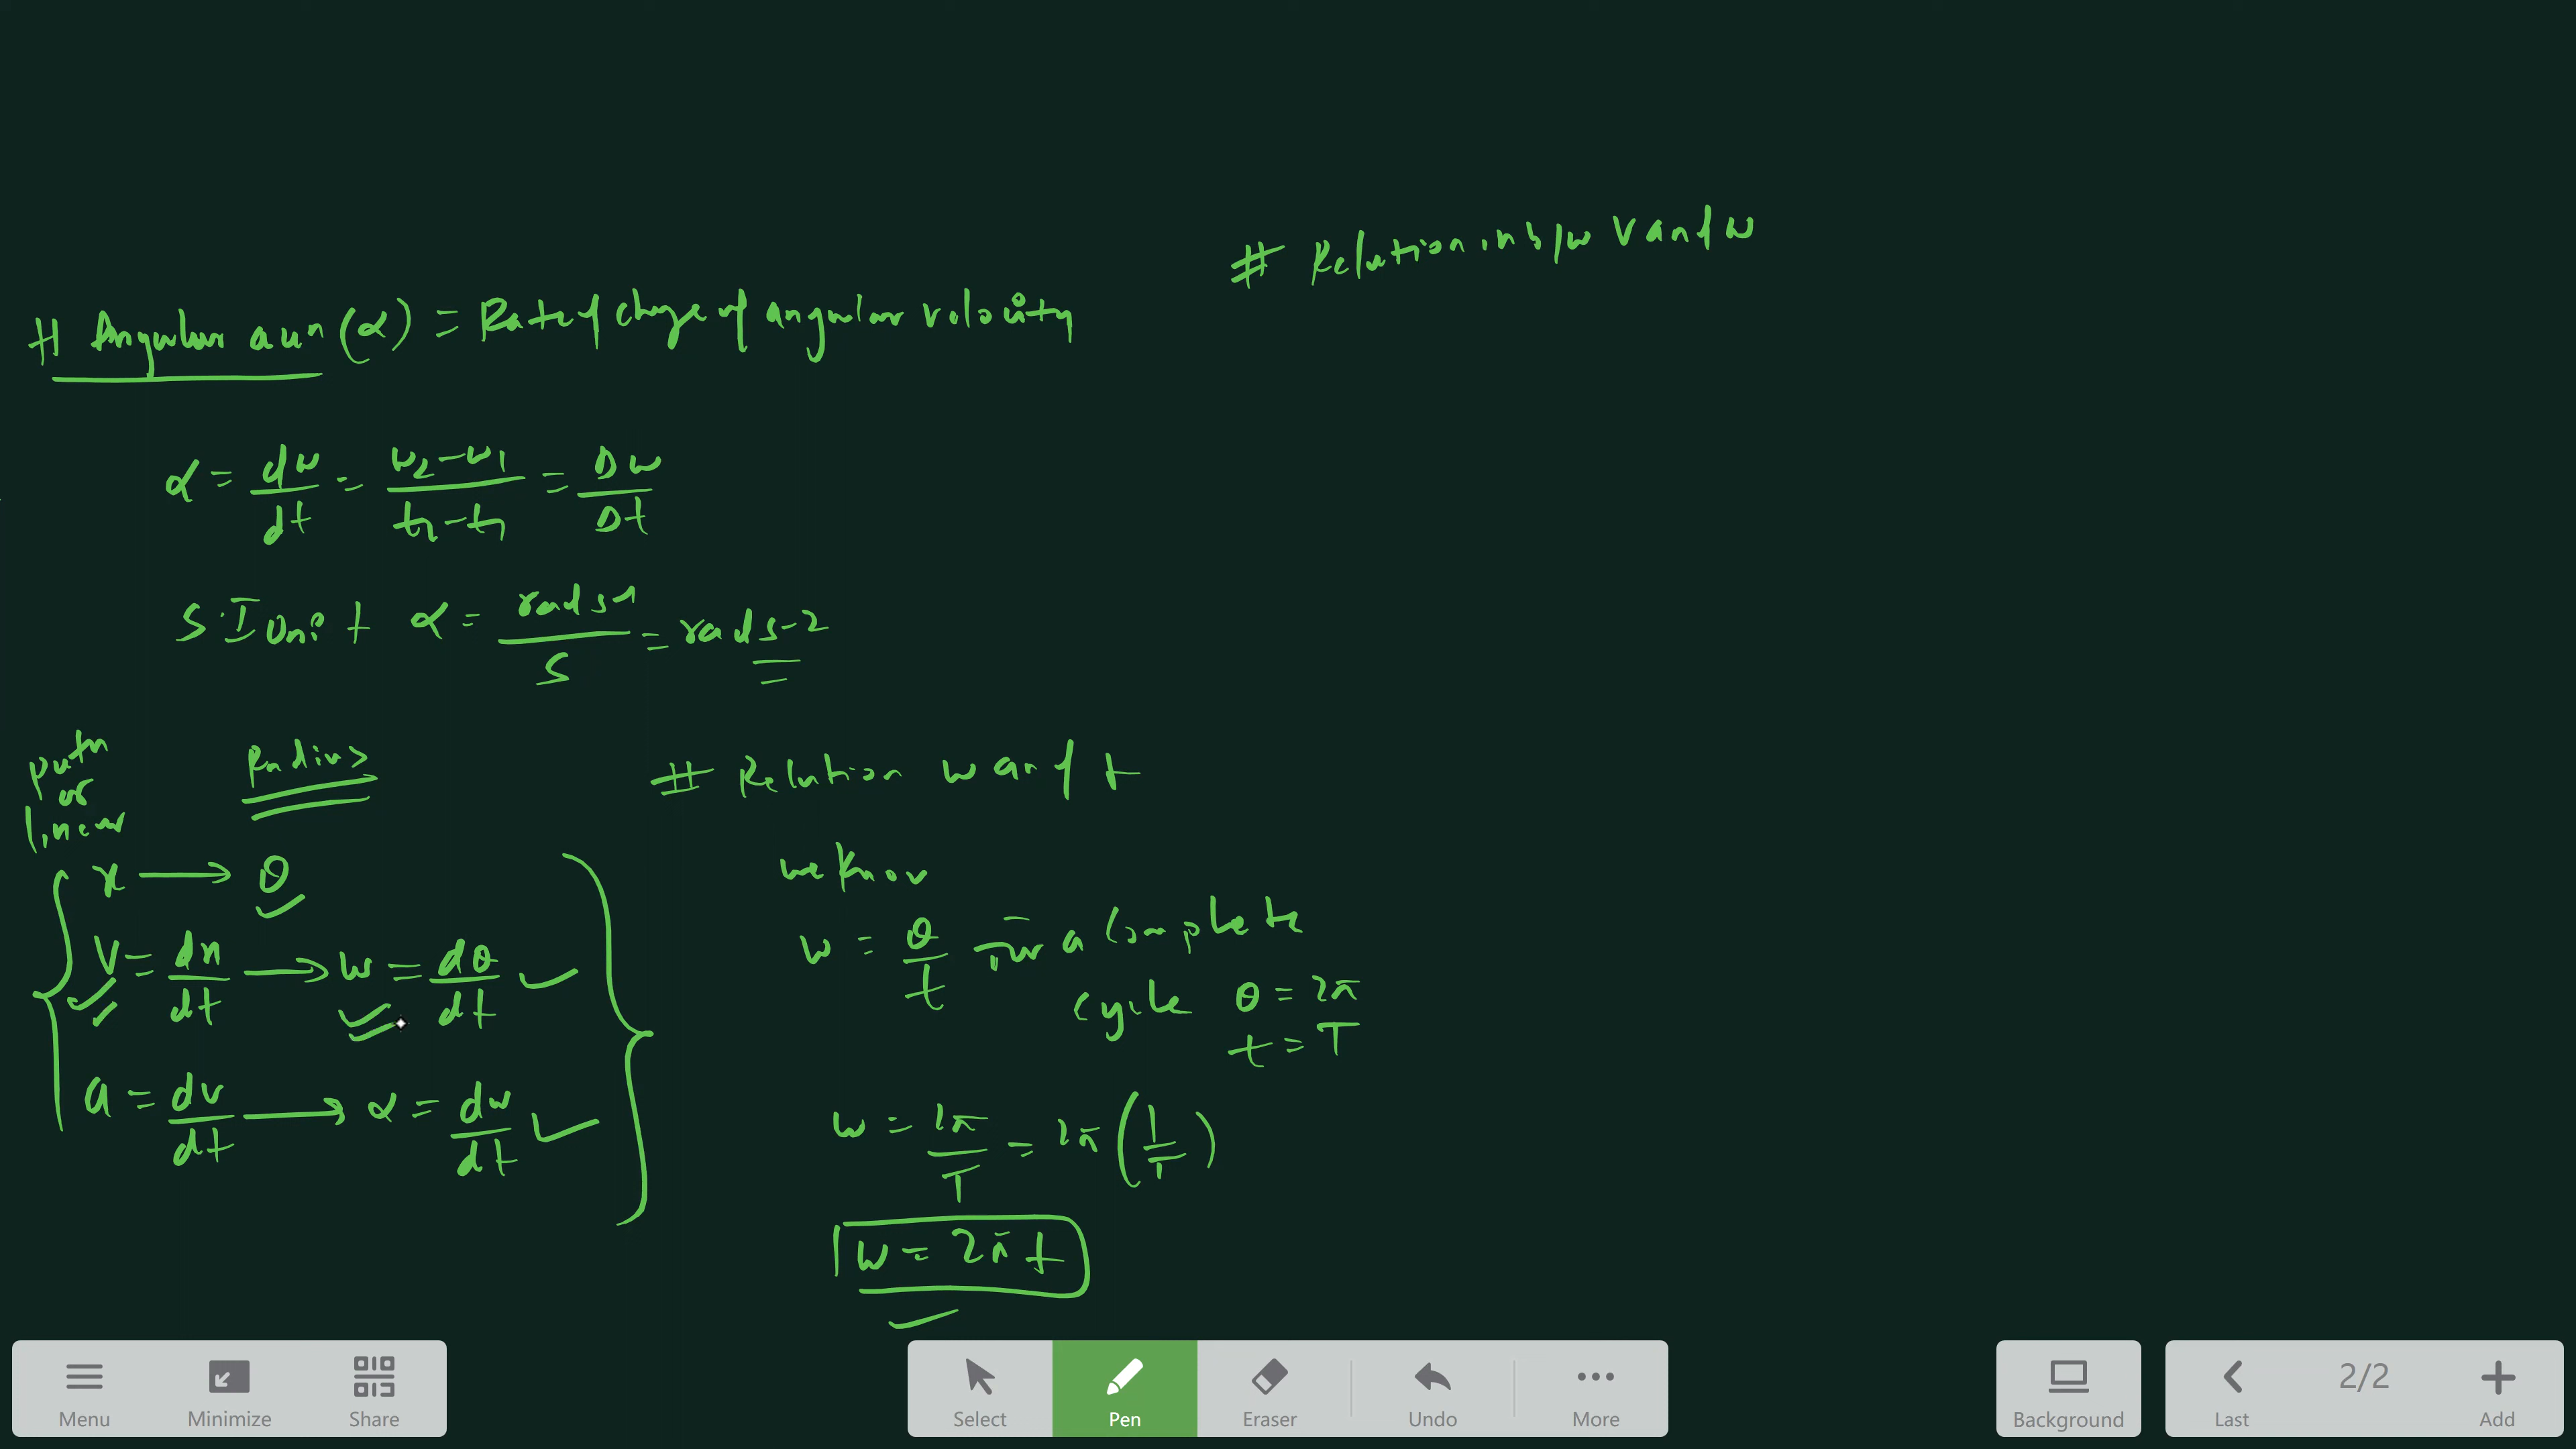 # Relation in b/w V and w
# Angular accn (α) = Rate of change of angular velocity
α = dw/dt = w2-w1/t2-t1 = Δw/Δt
S.I Unit α = rad s-1/s = rad s-2
path or linear
Radius
x → θ
V = dx/dt → w = dθ/dt
a = dv/dt → α = dw/dt
# Relation w and f
we know
w = θ/t For a complete
cycle θ = 2π
t = T
w = 2π/T = 2π(1/T)
w = 2πf
Menu
Minimize
Share
Select
Pen
Eraser
Undo
More
Background
Last
2/2
Add